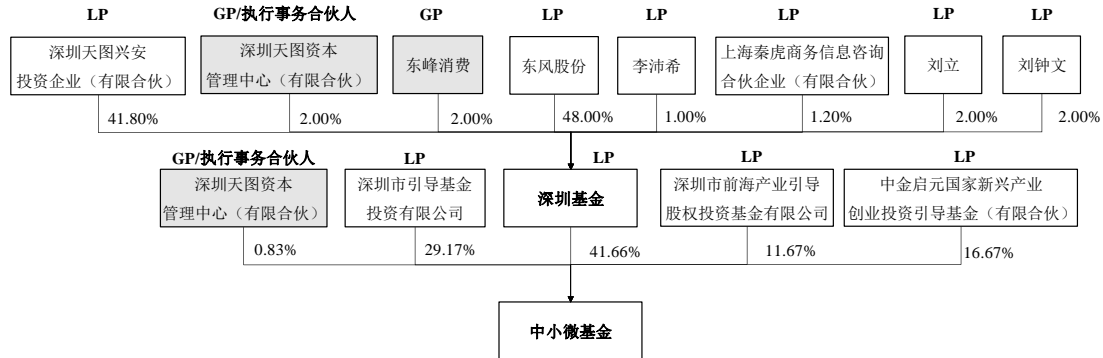 LP GP/执行事务合伙人 GP LP LP LP LP LP
深圳天图兴安
投资企业（有限合伙）
深圳天图资本
管理中心（有限合伙）
东峰消费
东风股份
李沛希
上海秦虎商务信息咨询
合伙企业（有限合伙）
刘立
刘钟文
41.80% 2.00% 2.00% 48.00% 1.00% 1.20% 2.00% 2.00%
GP/执行事务合伙人 LP LP LP LP
深圳天图资本
管理中心（有限合伙）
深圳市引导基金
投资有限公司
深圳基金
深圳市前海产业引导
股权投资基金有限公司
中金启元国家新兴产业
创业投资引导基金（有限合伙）
0.83% 29.17% 41.66% 11.67% 16.67%
中小微基金